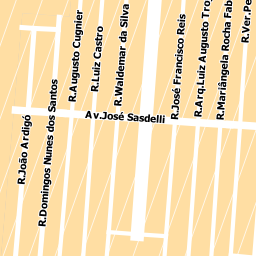 R.Augusto Cugnier
R.Luiz Castro
R.Waldemar da Silva
R.José Francisco Reis
R.Arq.Luiz Augusto Troj
R.Mariângela Rocha Fab
R.Ver.Pe
Av.José Sasdelli
R.João Ardigó
R.Domingos Nunes dos Santos